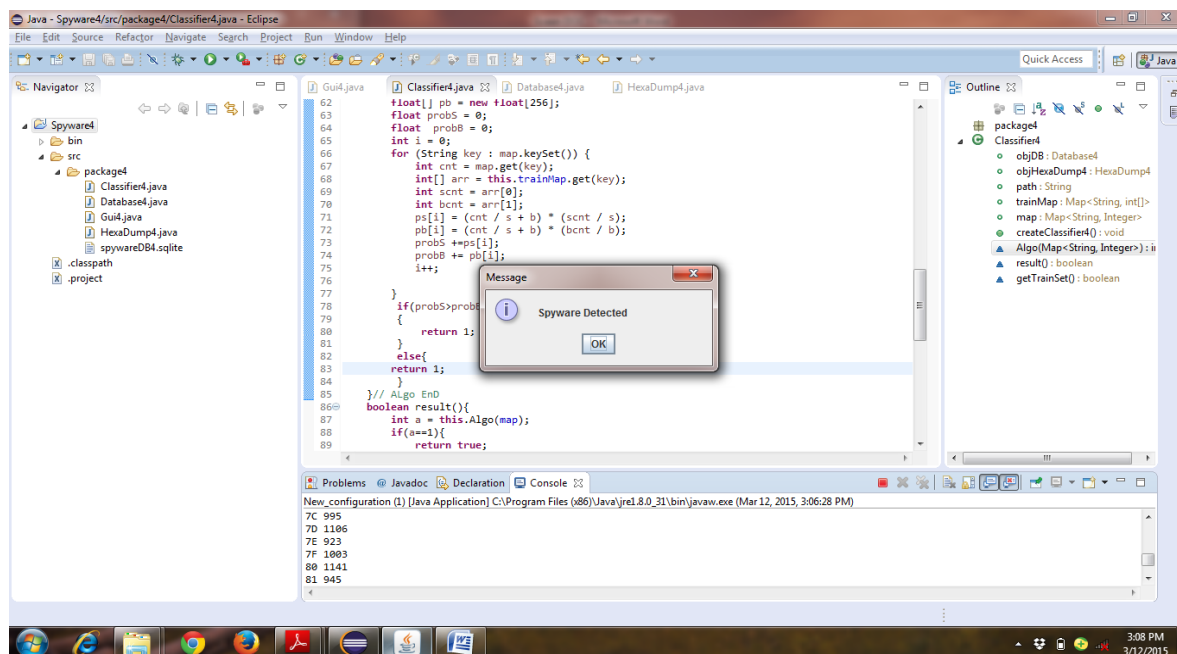 Java - Spyware4/src/package4/Classifier4.java - Eclipse
File Edit Source Refactor Navigate Search Project Run Window Help
Quick Access
Java
Navigator
Spyware4
bin
src
package4
Classifier4.java
Database4.java
Gui4.java
HexaDump4.java
spywareDB4.sqlite
.classpath
.project
Gui4.java Classifier4.java Database4.java HexaDump4.java
62 float[] pb = new float[256];
63 float probS = 0;
64 float probB = 0;
65 int i = 0;
66 for (String key : map.keySet()) {
67 int cnt = map.get(key);
68 int[] arr = this.trainMap.get(key);
69 int scnt = arr[0];
70 int bcnt = arr[1];
71 ps[i] = (cnt / s + b) * (scnt / s);
72 pb[i] = (cnt / s + b) * (bcnt / b);
73 probS +=ps[i];
74 probB += pb[i];
75 i++;
76
77 }
78 if(probS>probB
79 {
80 return 1;
81 }
82 else{
83 return 1;
84 }
85 }// ALgo EnD
86 boolean result(){
87 int a = this.Algo(map);
88 if(a==1){
89 return true;
Message
Spyware Detected
OK
Outline
package4
Classifier4
objDB : Database4
objHexaDump4 : HexaDump4
path : String
trainMap : Map<String, int[]>
map : Map<String, Integer>
createClassifier4() : void
Algo(Map<String, Integer>) : i
result() : boolean
getTrainSet() : boolean
Problems @ Javadoc Declaration Console
New_configuration (1) [Java Application] C:\Program Files (x86)\Java\jre1.8.0_31\bin\javaw.exe (Mar 12, 2015, 3:06:28 PM)
7C 995
7D 1106
7E 923
7F 1003
80 1141
81 945
3:08 PM
3/12/2015